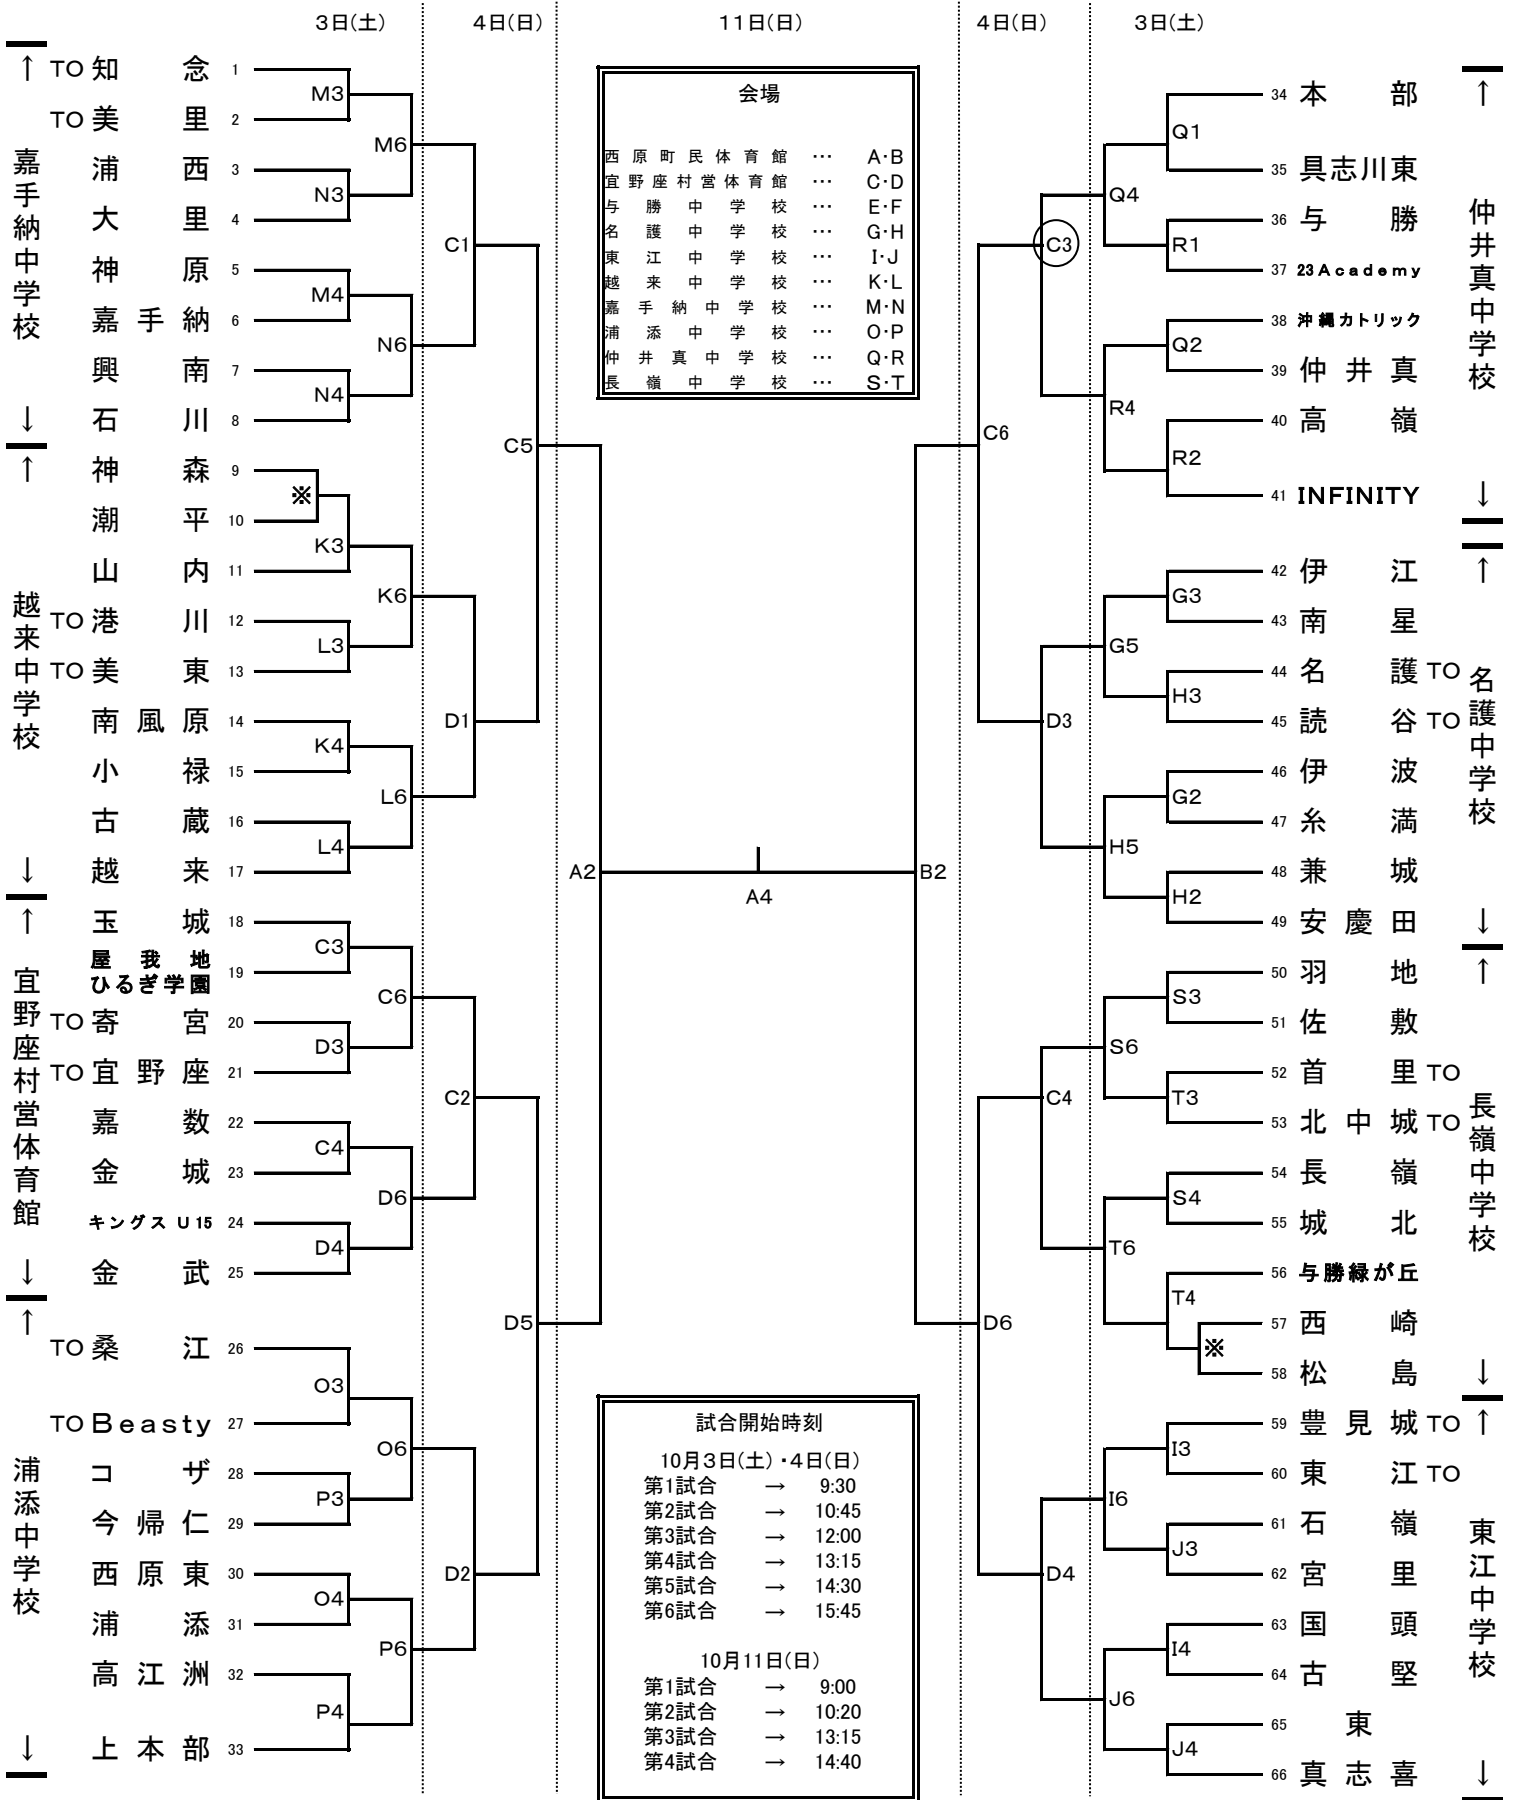 3日(土) 4日(日) 11日(日) 4日(日) 3日(土)
嘉手納中学校
↑
TO 知念 1
TO 美里 2
浦西 3
大里 4
神原 5
嘉手納 6
興南 7
石川 8
↓
M3
N3
M4
N4
M6
N6
C1
越来中学校
↑
神森 9
潮平 10
山内 11
TO 港川 12
TO 美東 13
南風原 14
小禄 15
古蔵 16
越来 17
↓
※
K3
L3
K4
L4
K6
L6
D1
C5
宜野座村営体育館
↑
玉城 18
屋我地
ひるぎ学園 19
TO 寄宮 20
TO 宜野座 21
嘉数 22
金城 23
キングスU15 24
金武 25
↓
C3
D3
C4
D4
C6
D6
C2
浦添中学校
↑
TO 桑江 26
TO Beasty 27
コザ 28
今帰仁 29
西原東 30
浦添 31
高江洲 32
上本部 33
↓
O3
P3
O4
P4
O6
P6
D2
D5
A2
会場
西原町民体育館 … A・B
宜野座村営体育館 … C・D
与勝中学校 … E・F
名護中学校 … G・H
東江中学校 … I・J
越来中学校 … K・L
嘉手納中学校 … M・N
浦添中学校 … O・P
仲井真中学校 … Q・R
長嶺中学校 … S・T
A4
試合開始時刻
10月3日(土)・4日(日)
第1試合 → 9:30
第2試合 → 10:45
第3試合 → 12:00
第4試合 → 13:15
第5試合 → 14:30
第6試合 → 15:45
10月11日(日)
第1試合 → 9:00
第2試合 → 10:20
第3試合 → 13:15
第4試合 → 14:40
B2
仲井真中学校
↑
34 本部
35 具志川東
36 与勝
37 23Academy
38 沖縄カトリック
39 仲井真
40 高嶺
41 INFINITY
↓
Q1
R1
Q2
R2
Q4
R4
C3
C6
名護中学校
↑
42 伊江
43 南星
44 名護 TO
45 読谷 TO
46 伊波
47 糸満
48 兼城
49 安慶田
↓
G3
H3
G2
H2
G5
H5
D3
長嶺中学校
↑
50 羽地
51 佐敷
52 首里 TO
53 北中城 TO
54 長嶺
55 城北
56 与勝緑が丘
57 西崎
58 松島
↓
S3
T3
S4
T4
※
S6
T6
C4
D6
東江中学校
↑
59 豊見城 TO
60 東江 TO
61 石嶺
62 宮里
63 国頭
64 古堅
65 東
66 真志喜
↓
I3
J3
I4
J4
I6
J6
D4